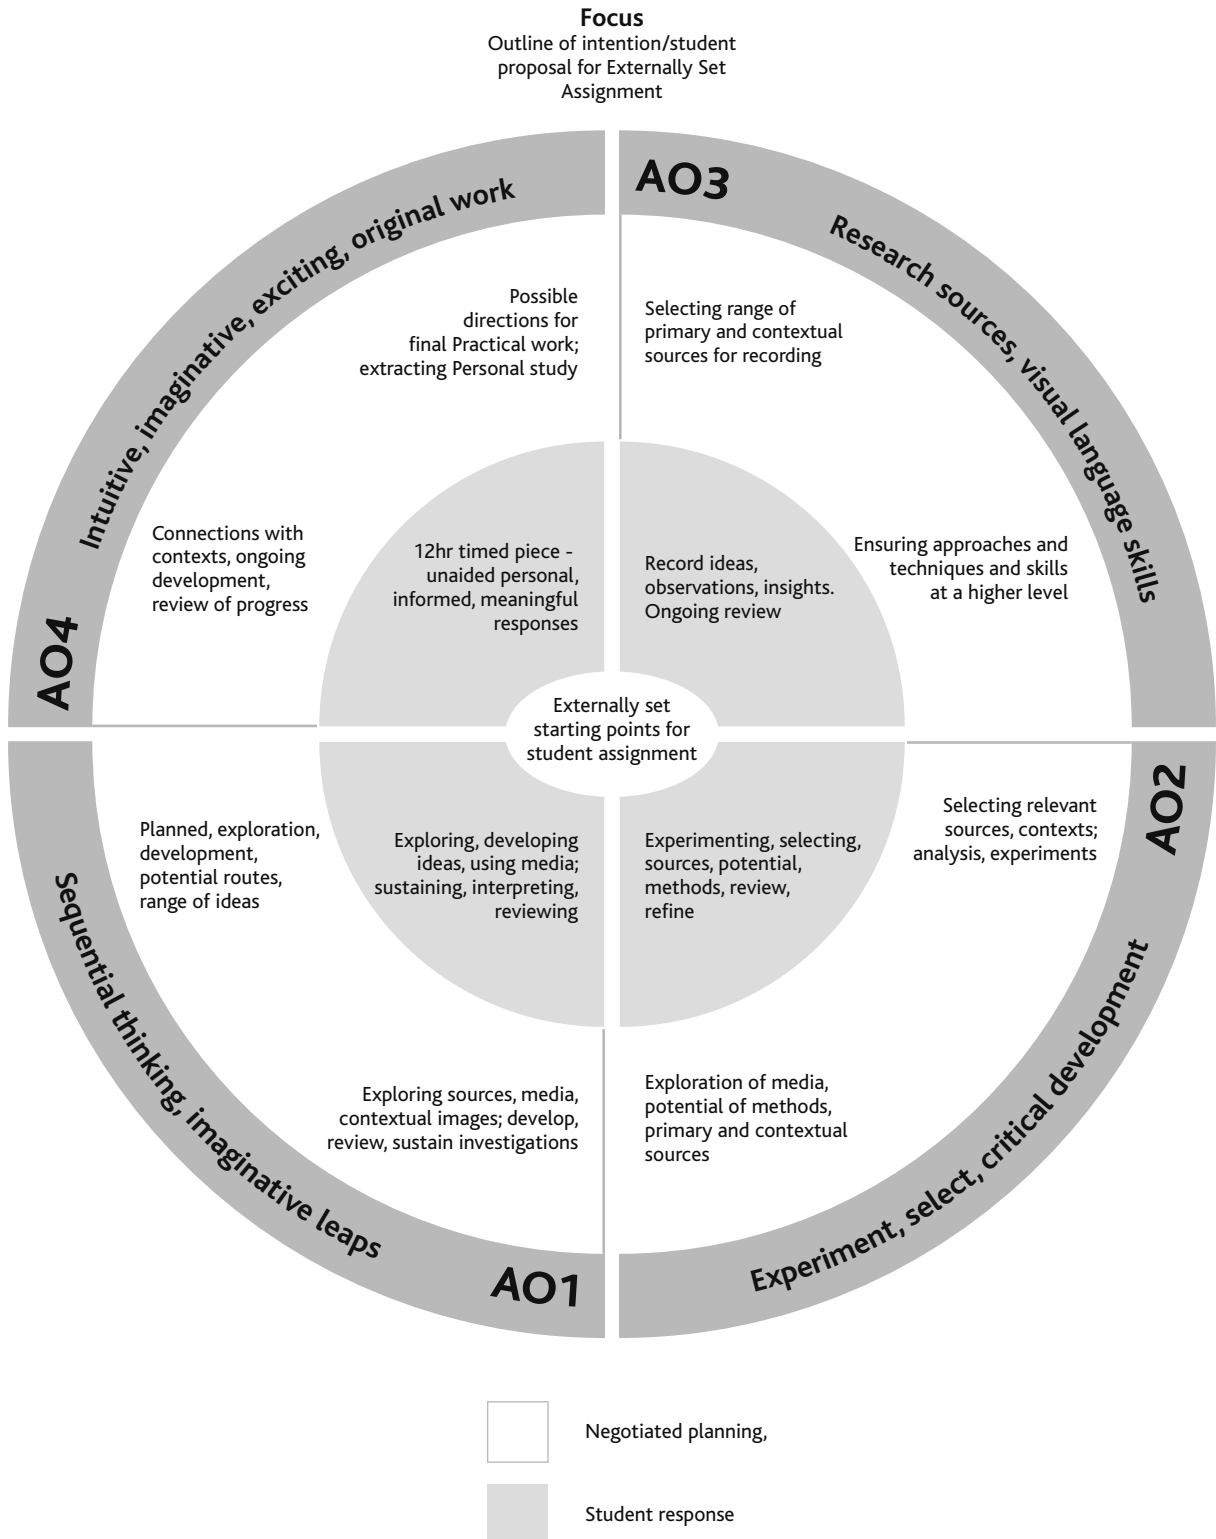 Focus
Outline of intention/student
proposal for Externally Set
Assignment
AO3
Research sources, visual language skills
Intuitive, imaginative, exciting, original work
AO4
Possible
directions for
final Practical work;
extracting Personal study
Selecting range of
primary and contextual
sources for recording
Connections with
contexts, ongoing
development,
review of progress
12hr timed piece -
unaided personal,
informed, meaningful
responses
Record ideas,
observations, insights.
Ongoing review
Ensuring approaches and
techniques and skills
at a higher level
Externally set
starting points for
student assignment
Planned, exploration,
development,
potential routes,
range of ideas
Exploring, developing
ideas, using media;
sustaining, interpreting,
reviewing
Experimenting, selecting,
sources, potential,
methods, review,
refine
Selecting relevant
sources, contexts;
analysis, experiments
AO2
Experiment, select, critical development
Sequential thinking, imaginative leaps
AO1
Exploring sources, media,
contextual images; develop,
review, sustain investigations
Exploration of media,
potential of methods,
primary and contextual
sources
Negotiated planning,
Student response